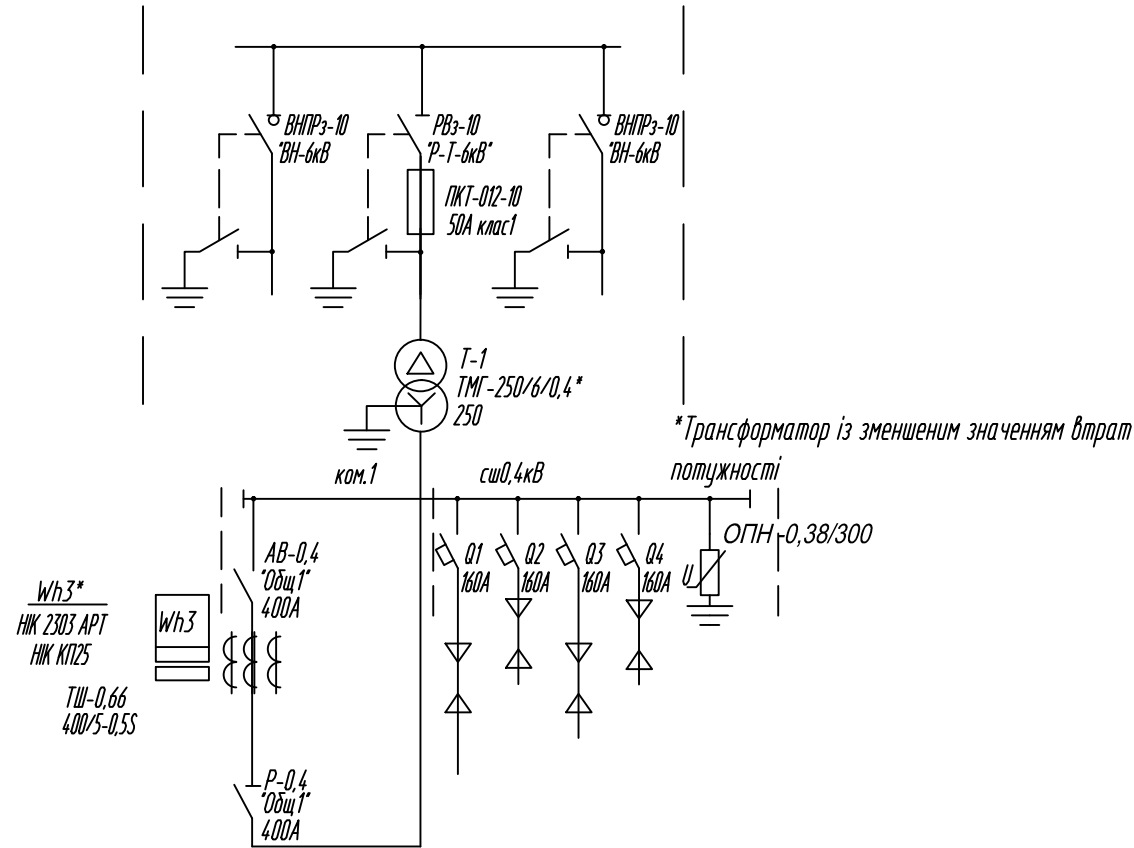 ВНПРз-10
"ВН-6кВ
РВз-10
"Р-Т-6кВ"
ВНПРз-10
"ВН-6кВ
ПКТ-012-10
50А клас1
Т-1
ТМГ-250/6/0,4*
250
*Трансформатор із зменшеним значенням втрат
потужності
ком.1
сш0,4кВ
ОПН -0,38/300
АВ-0,4
"Общ1"
400А
Q1
160А
Q2
160А
Q3
160А
Q4
160А
U
Wh3*
НІК 2303 АРТ
НІК КП25
Wh3
ТШ-0,66
400/5-0,5S
Р-0,4
"Общ1"
400А